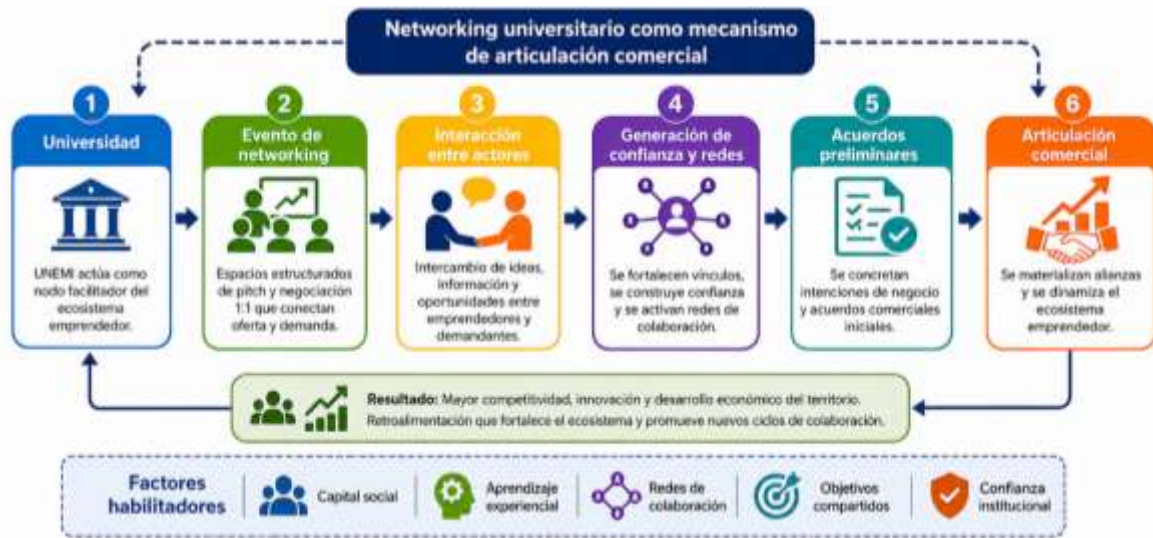 Networking universitario como mecanismo
de articulación comercial
1
Universidad
UNEMI actúa como
nodo facilitador del
ecosistema
emprendedor.
2
Evento de
networking
Espacios estructurados
de pitch y negociación
1:1 que conectan
oferta y demanda.
3
Interacción
entre actores
Intercambio de ideas,
información y
oportunidades entre
emprendedores y
demandantes.
4
Generación de
confianza y redes
Se fortalecen vínculos,
se construye confianza
y se activan redes de
colaboración.
5
Acuerdos
preliminares
Se concretan
intenciones de negocio
y acuerdos comerciales
iniciales.
6
Articulación
comercial
Se materializan alianzas
y se dinamiza el
ecosistema
emprendedor.
Resultado: Mayor competitividad, innovación y desarrollo económico del territorio.
Retroalimentación que fortalece el ecosistema y promueve nuevos ciclos de colaboración.
Factores
habilitadores
Capital social
Aprendizaje
experiencial
Redes de
colaboración
Objetivos
compartidos
Confianza
institucional